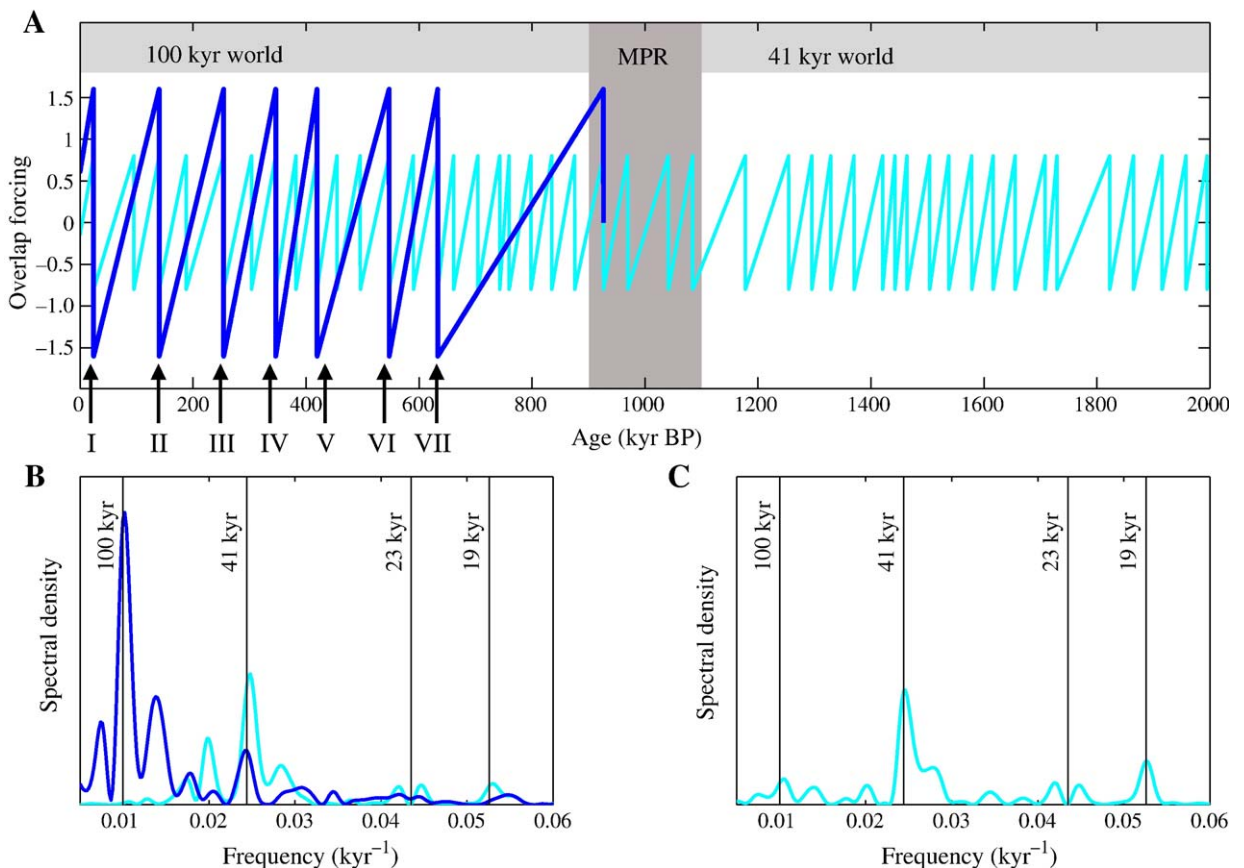 A
100 kyr world
MPR
41 kyr world
Overlap forcing
1.5
1
0.5
0
−0.5
−1.0
−1.5
0 200 400 600 800 1000 1200 1400 1600 1800 2000
I II III IV V VI VII
Age (kyr BP)
B
Spectral density
100 kyr
41 kyr
23 kyr
19 kyr
0.01 0.02 0.03 0.04 0.05 0.06
Frequency (kyr⁻¹)
C
Spectral density
100 kyr
41 kyr
23 kyr
19 kyr
0.01 0.02 0.03 0.04 0.05 0.06
Frequency (kyr⁻¹)